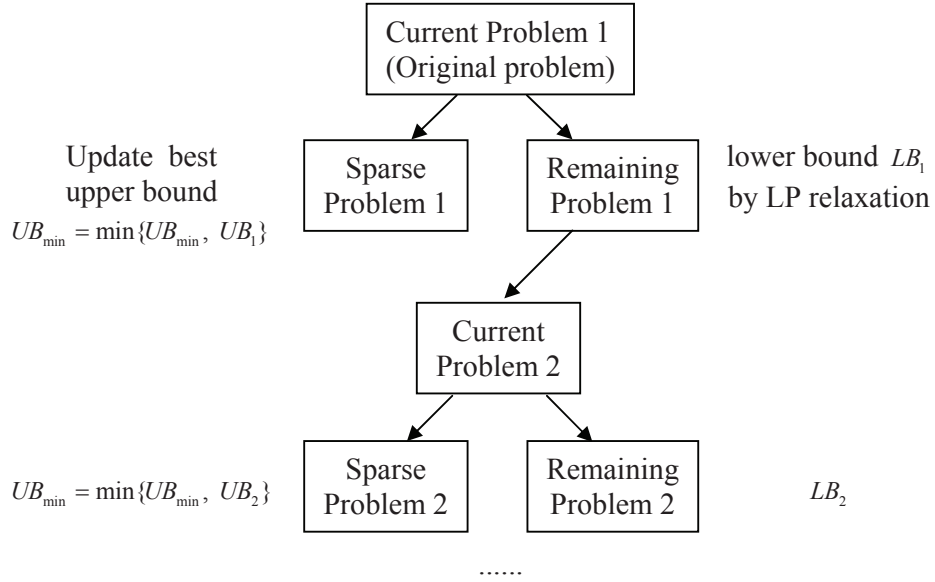 Current Problem 1
(Original problem)
Update best
upper bound
UB_min = min{UB_min, UB_1}
Sparse
Problem 1
Remaining
Problem 1
lower bound LB_1
by LP relaxation
Current
Problem 2
UB_min = min{UB_min, UB_2}
Sparse
Problem 2
Remaining
Problem 2
LB_2
......